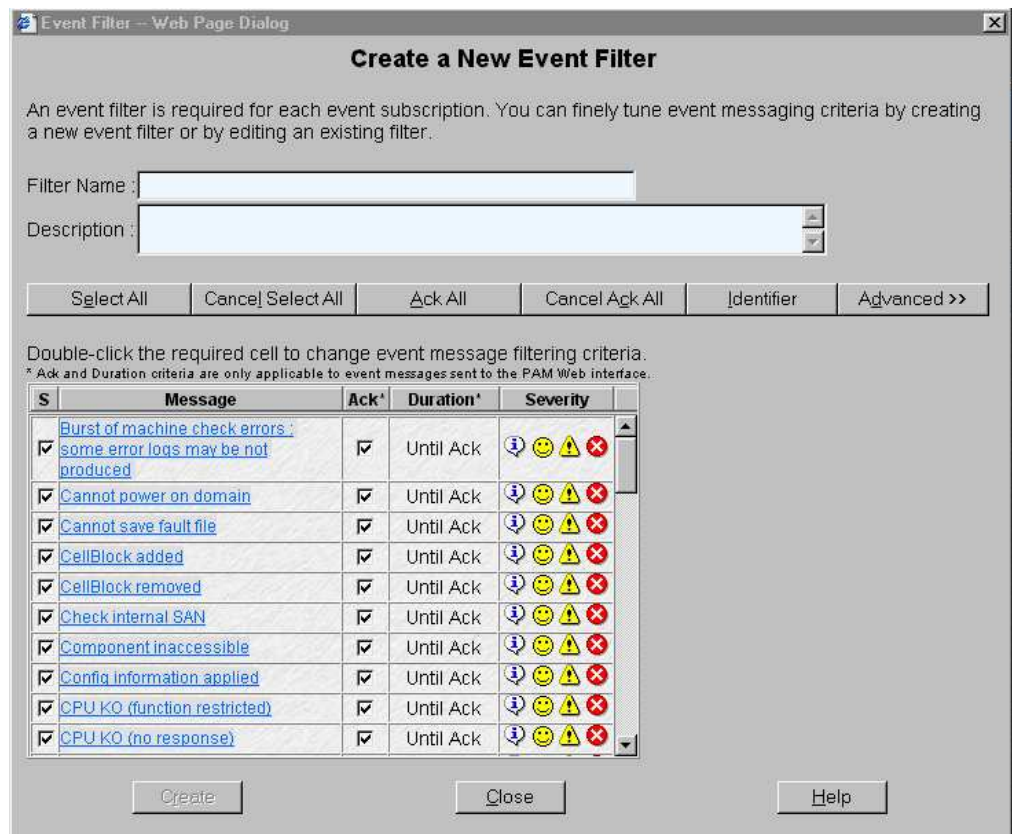 Event Filter -- Web Page Dialog
Create a New Event Filter
An event filter is required for each event subscription. You can finely tune event messaging criteria by creating
a new event filter or by editing an existing filter.
Filter Name :
Description :
Select All Cancel Select All Ack All Cancel Ack All Identifier Advanced >>
Double-click the required cell to change event message filtering criteria.
* Ack and Duration criteria are only applicable to event messages sent to the PAM Web interface.
S Message Ack* Duration* Severity
Burst of machine check errors :
some error logs may be not
produced
Until Ack
Cannot power on domain Until Ack
Cannot save fault file Until Ack
CellBlock added Until Ack
CellBlock removed Until Ack
Check internal SAN Until Ack
Component inaccessible Until Ack
Config information applied Until Ack
CPU KO (function restricted) Until Ack
CPU KO (no response) Until Ack
Create Close Help